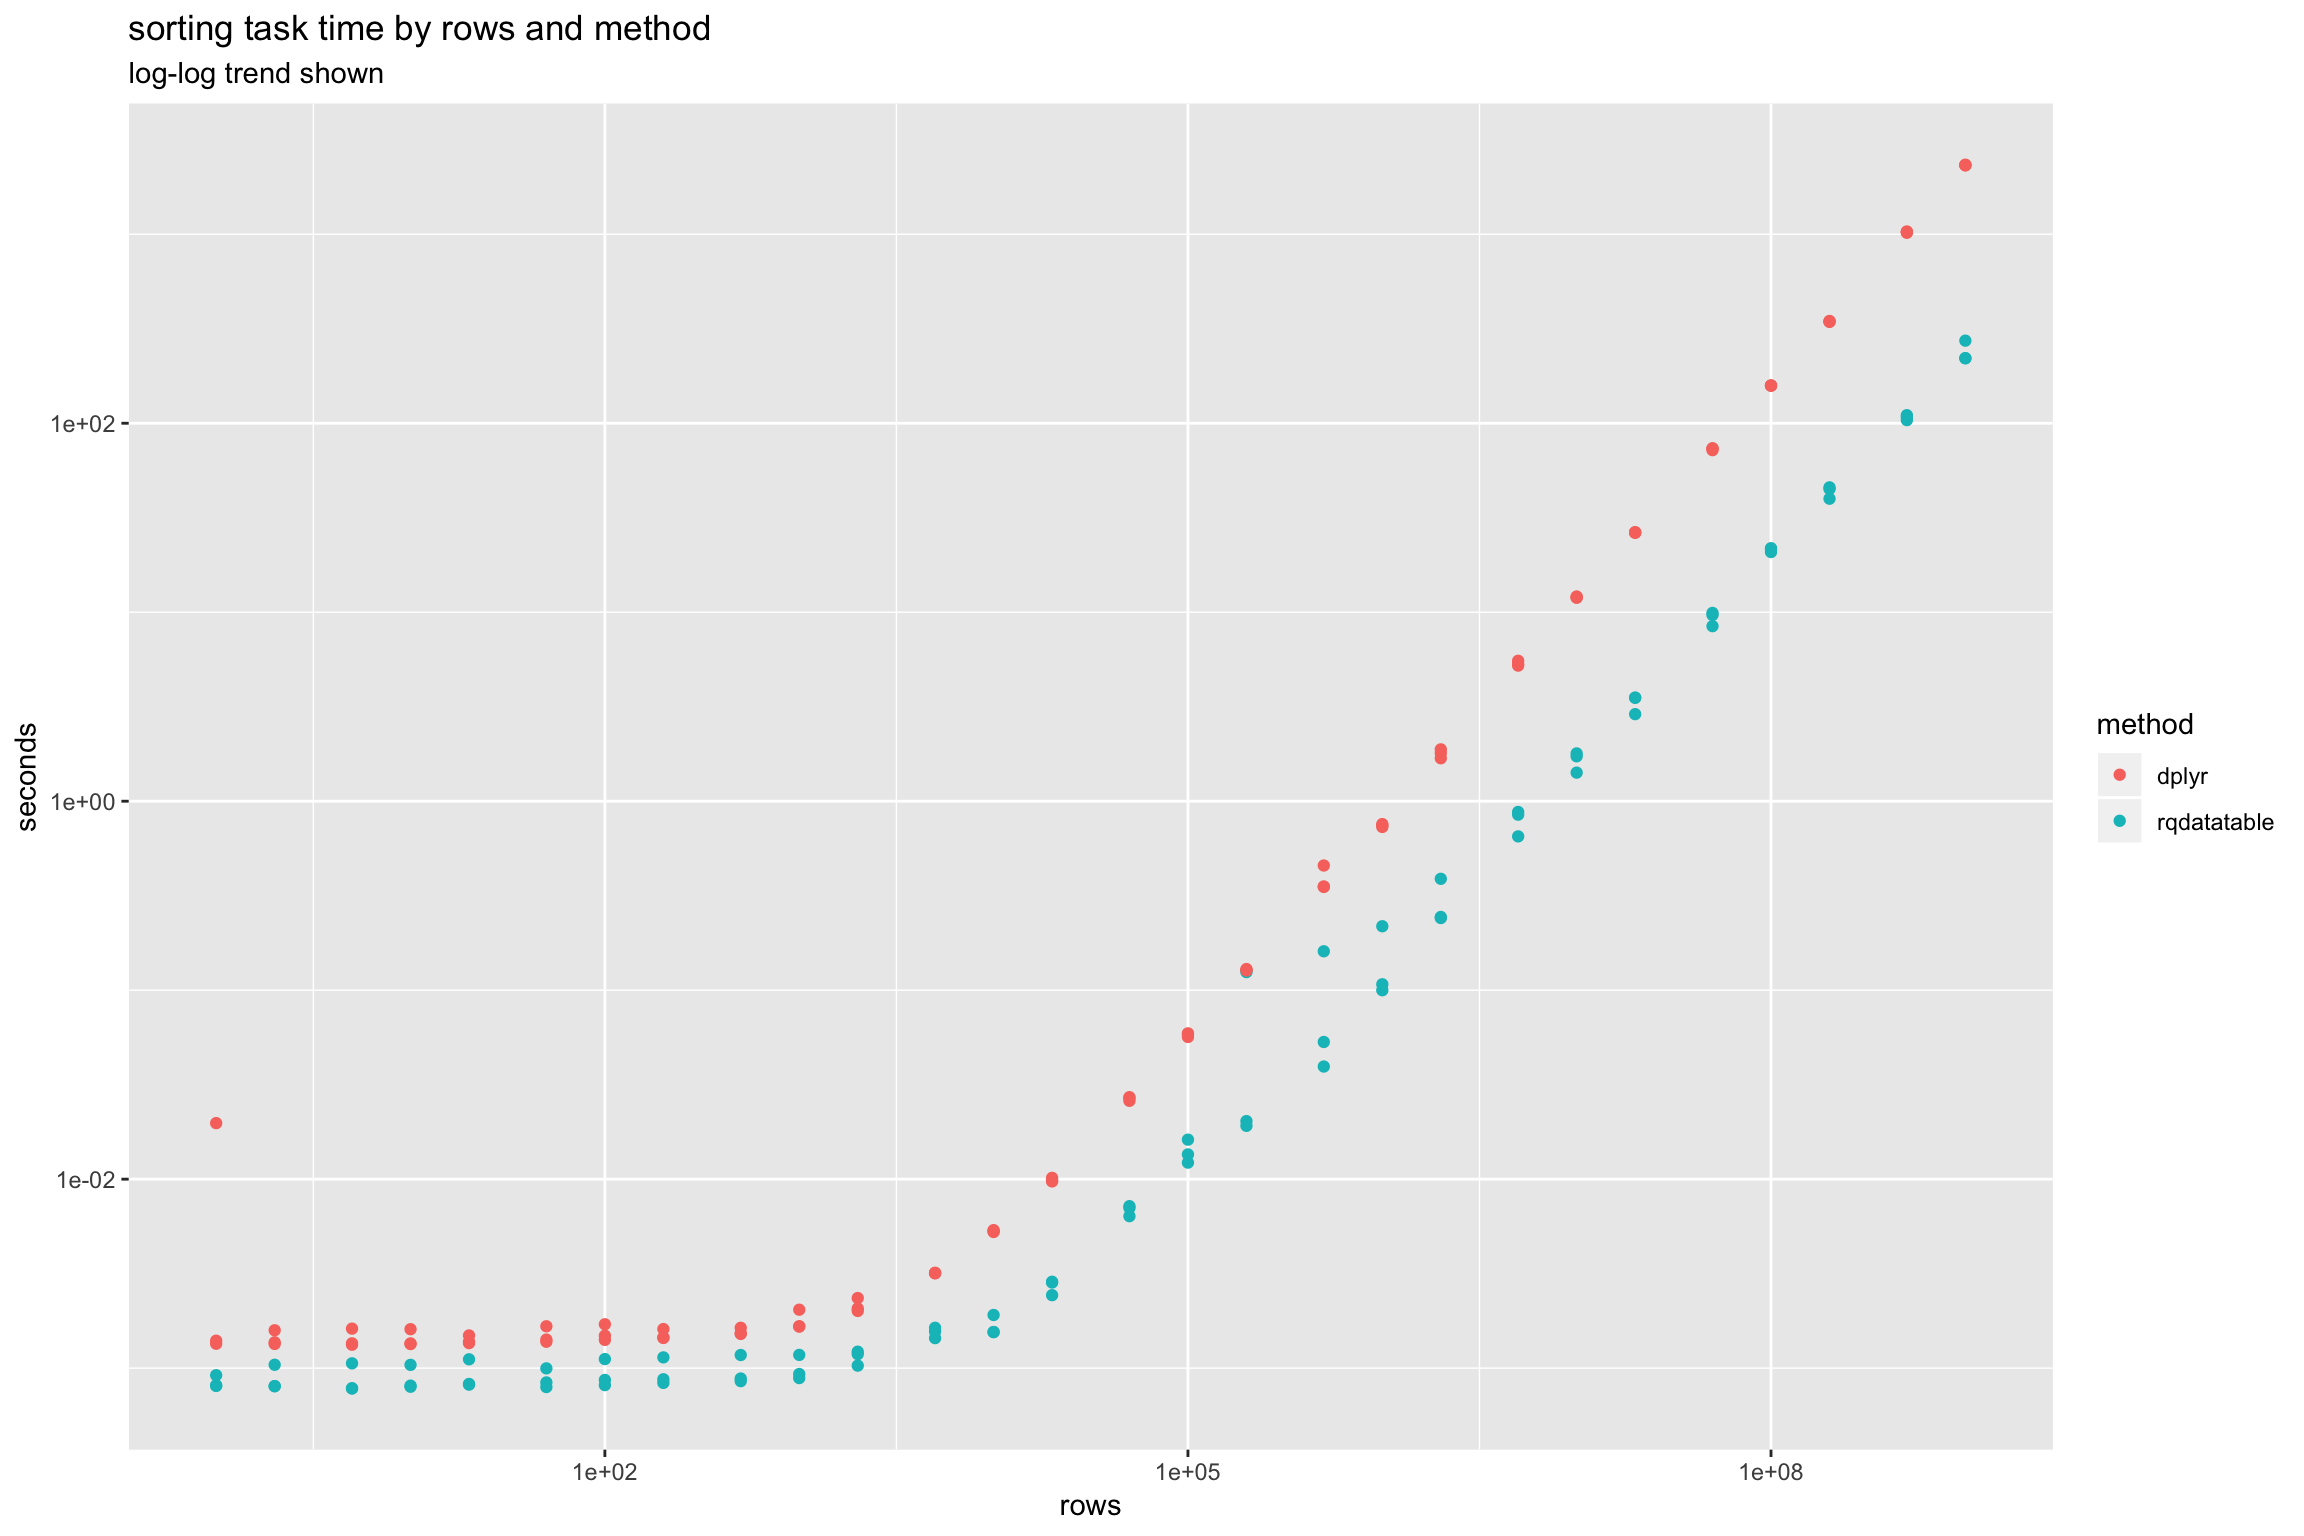 sorting task time by rows and method
log-log trend shown
seconds
1e+02
1e+00
1e-02
1e+02
1e+05
1e+08
rows
method
dplyr
rqdatatable